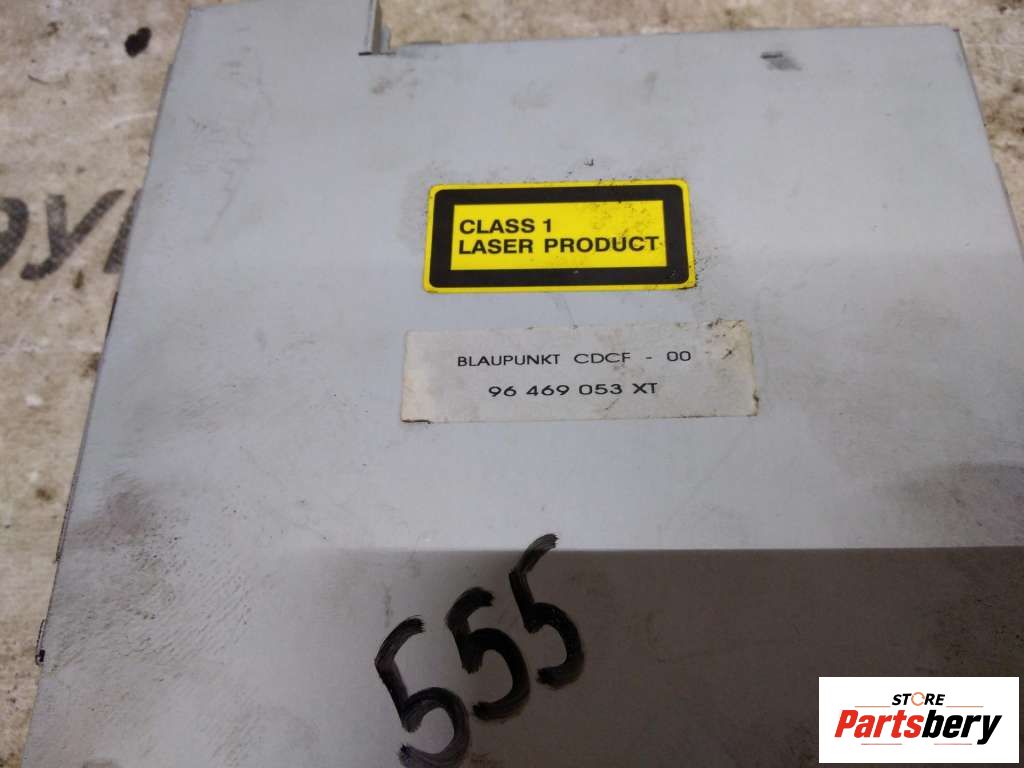 CLASS 1
LASER PRODUCT
BLAUPUNKT CDCF - 00
96 469 053 XT
555
STORE
Partsbery